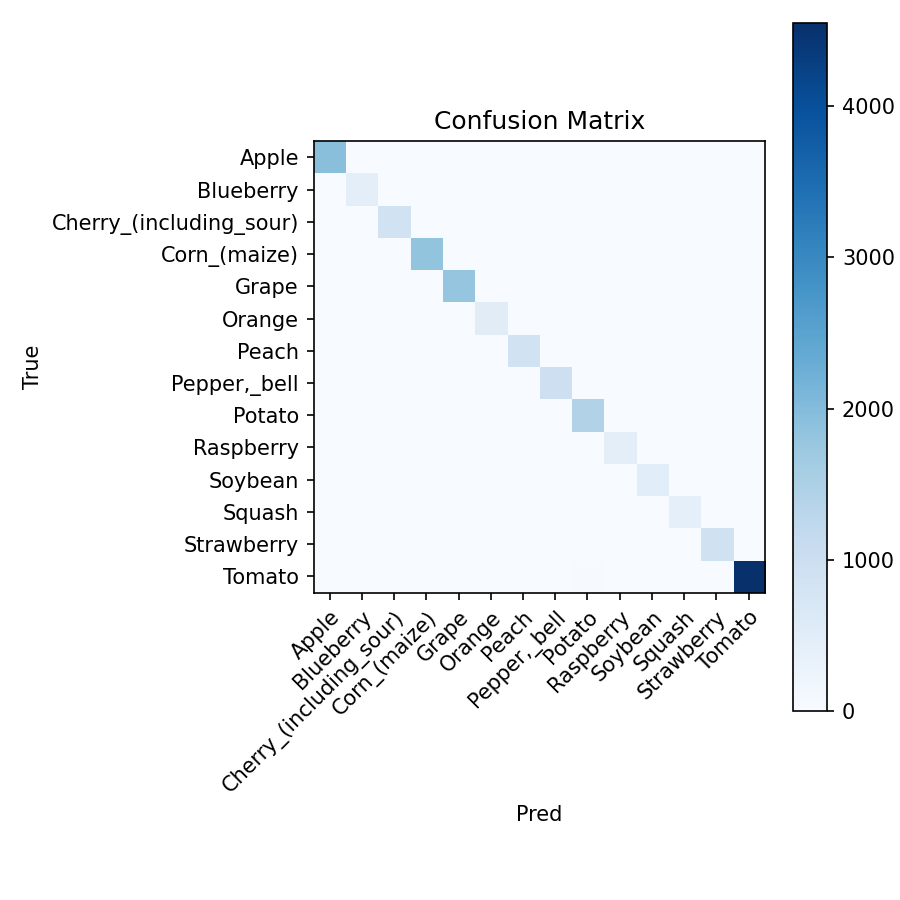 Confusion Matrix
True
Apple
Blueberry
Cherry_(including_sour)
Corn_(maize)
Grape
Orange
Peach
Pepper,_bell
Potato
Raspberry
Soybean
Squash
Strawberry
Tomato
Apple
Blueberry
Cherry_(including_sour)
Corn_(maize)
Grape
Orange
Peach
Pepper,_bell
Potato
Raspberry
Soybean
Squash
Strawberry
Tomato
Pred
4000
3000
2000
1000
0